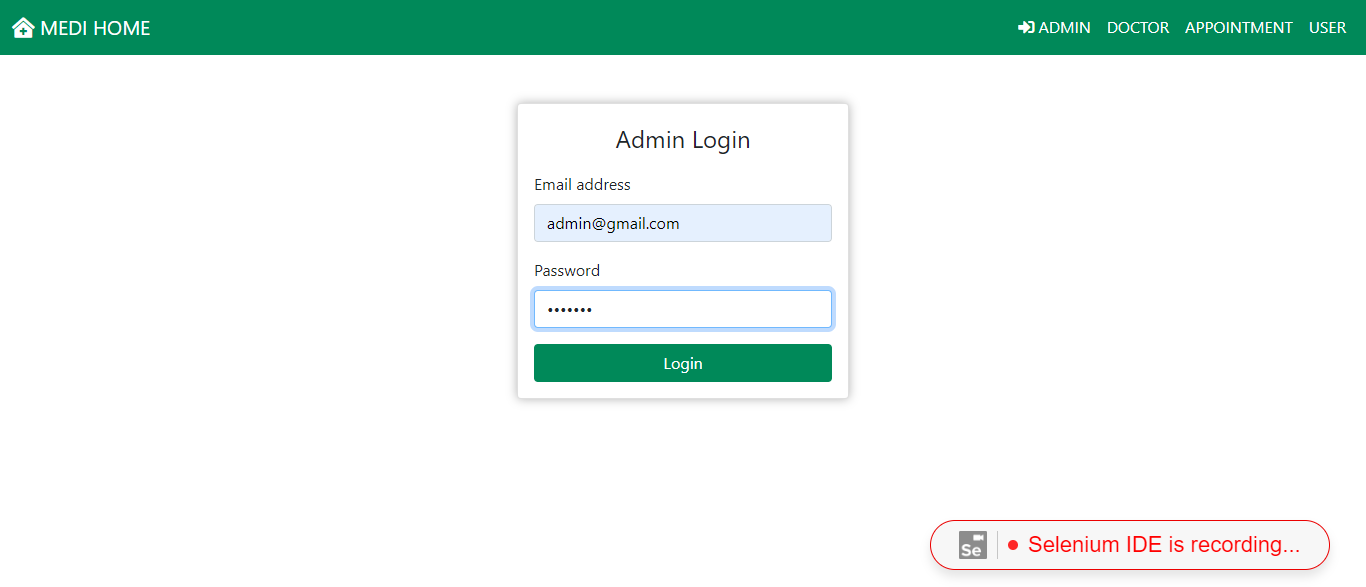 MEDI HOME
ADMIN DOCTOR APPOINTMENT USER
Admin Login
Email address
admin@gmail.com
Password
•••••••
Login
Se Selenium IDE is recording...